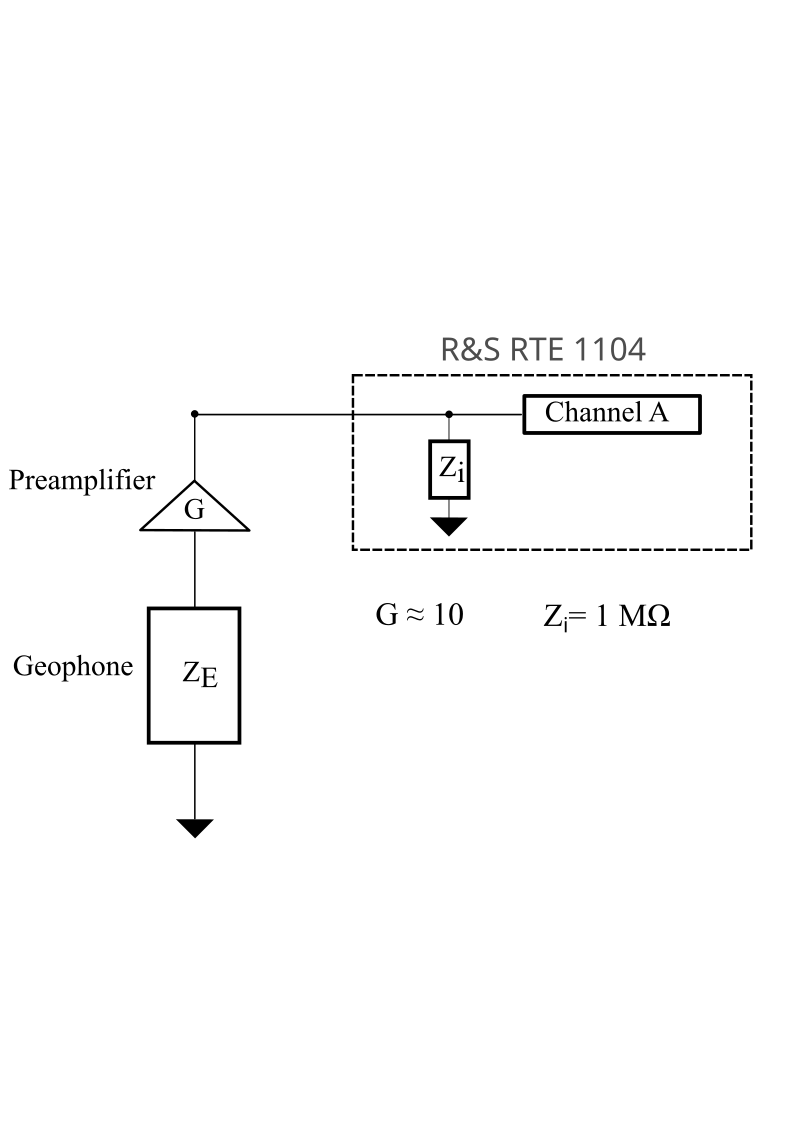 R&S RTE 1104
Channel A
Zi
Preamplifier
G
G ≈ 10
Zi= 1 MΩ
Geophone
ZE